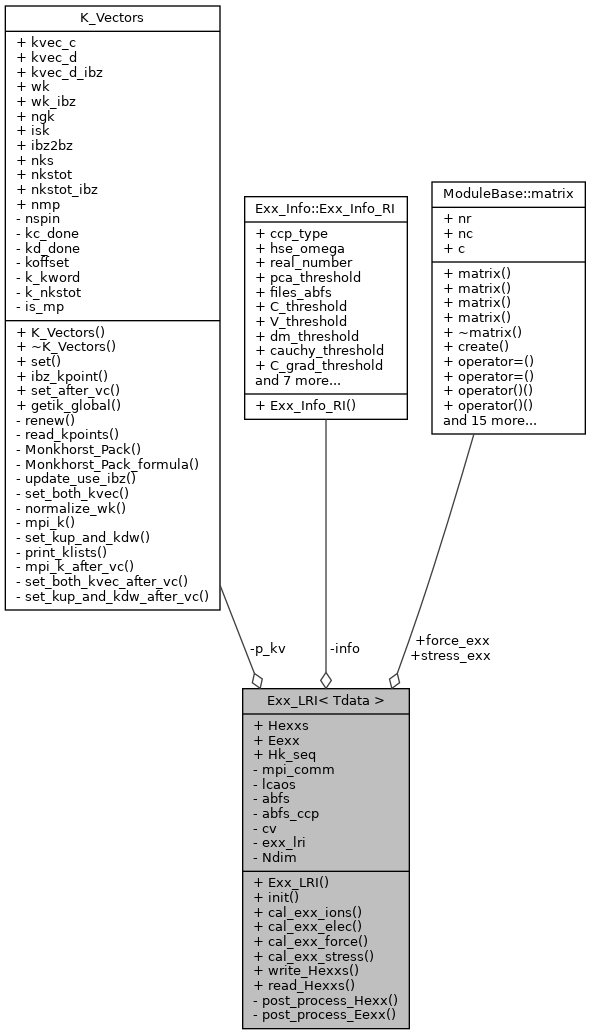 K_Vectors
+ kvec_c
+ kvec_d
+ kvec_d_ibz
+ wk
+ wk_ibz
+ ngk
+ isk
+ ibz2bz
+ nks
+ nkstot
+ nkstot_ibz
+ nmp
- nspin
- kc_done
- kd_done
- koffset
- k_kword
- k_nkstot
- is_mp
+ K_Vectors()
+ ~K_Vectors()
+ set()
+ ibz_kpoint()
+ set_after_vc()
+ getik_global()
- renew()
- read_kpoints()
- Monkhorst_Pack()
- Monkhorst_Pack_formula()
- update_use_ibz()
- set_both_kvec()
- normalize_wk()
- mpi_k()
- set_kup_and_kdw()
- print_klists()
- mpi_k_after_vc()
- set_both_kvec_after_vc()
- set_kup_and_kdw_after_vc()
Exx_Info::Exx_Info_RI
+ ccp_type
+ hse_omega
+ real_number
+ pca_threshold
+ files_abfs
+ C_threshold
+ V_threshold
+ dm_threshold
+ cauchy_threshold
+ C_grad_threshold
and 7 more...
+ Exx_Info_RI()
ModuleBase::matrix
+ nr
+ nc
+ c
+ matrix()
+ matrix()
+ matrix()
+ matrix()
+ ~matrix()
+ create()
+ operator=()
+ operator=()
+ operator()()
+ operator()()
and 15 more...
-p_kv
-info
+force_exx
+stress_exx
Exx_LRI< Tdata >
+ Hexxs
+ Eexx
+ Hk_seq
- mpi_comm
- lcaos
- abfs
- abfs_ccp
- cv
- exx_lri
- Ndim
+ Exx_LRI()
+ init()
+ cal_exx_ions()
+ cal_exx_elec()
+ cal_exx_force()
+ cal_exx_stress()
+ write_Hexxs()
+ read_Hexxs()
- post_process_Hexx()
- post_process_Eexx()